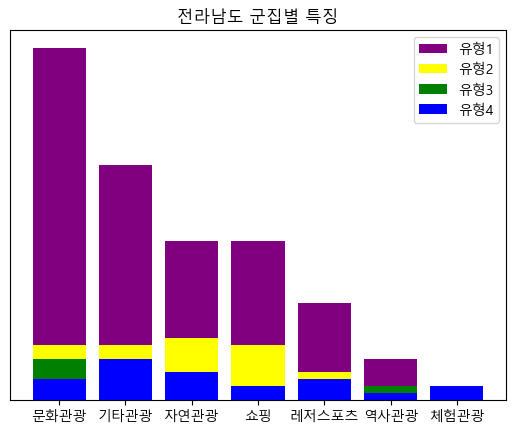 전라남도 군집별 특징
유형1
유형2
유형3
유형4
문화관광 기타관광 자연관광 쇼핑 레저스포츠 역사관광 체험관광